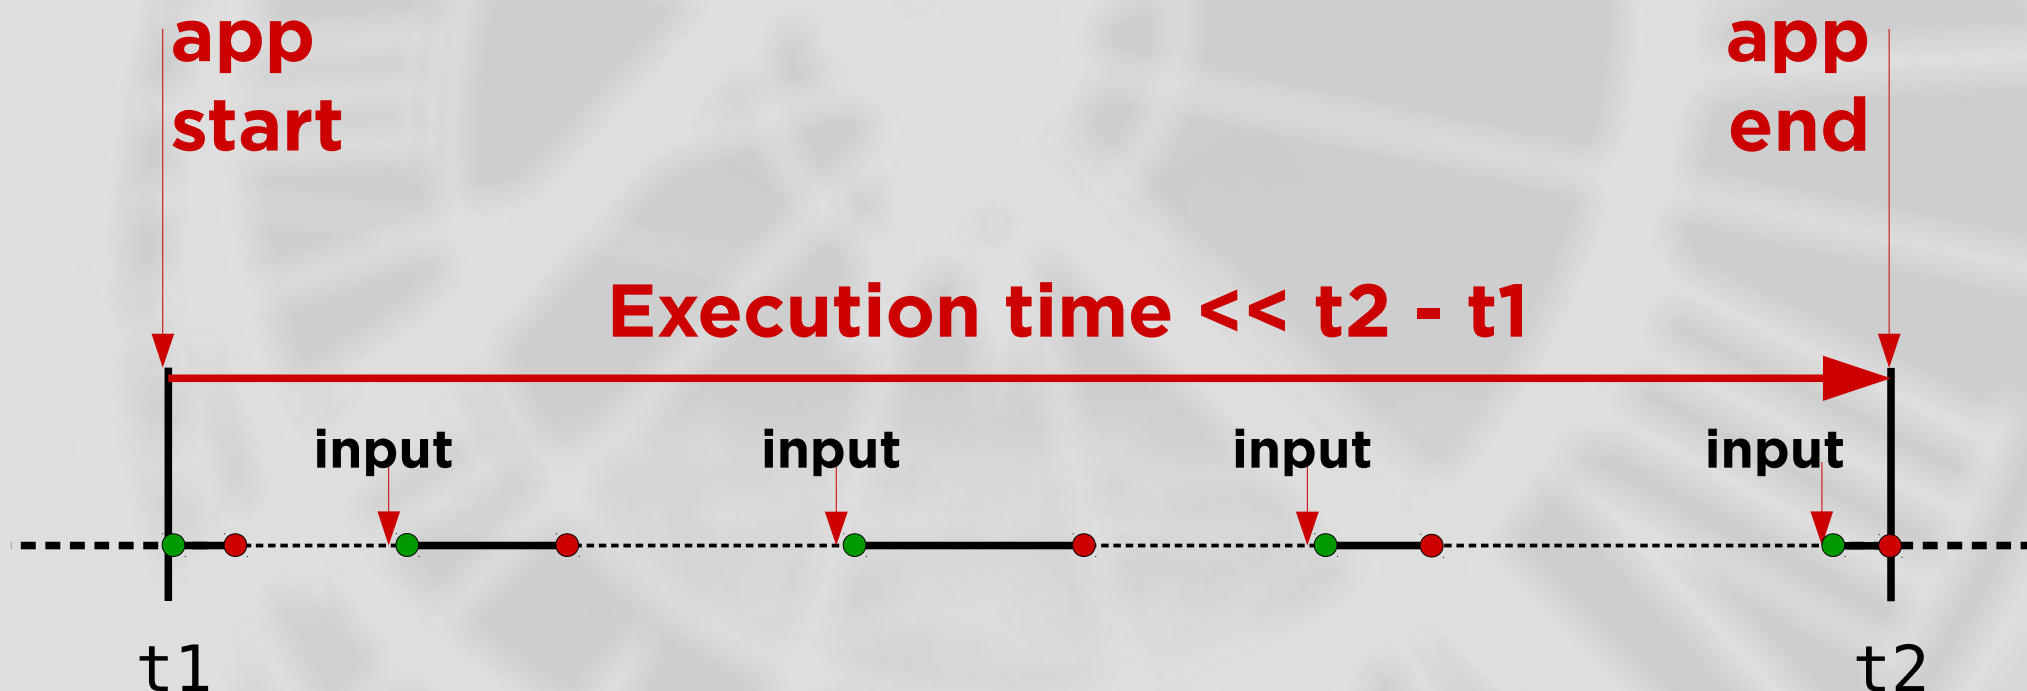 app
start
app
end
Execution time << t2 - t1
input
input
input
input
t1
t2